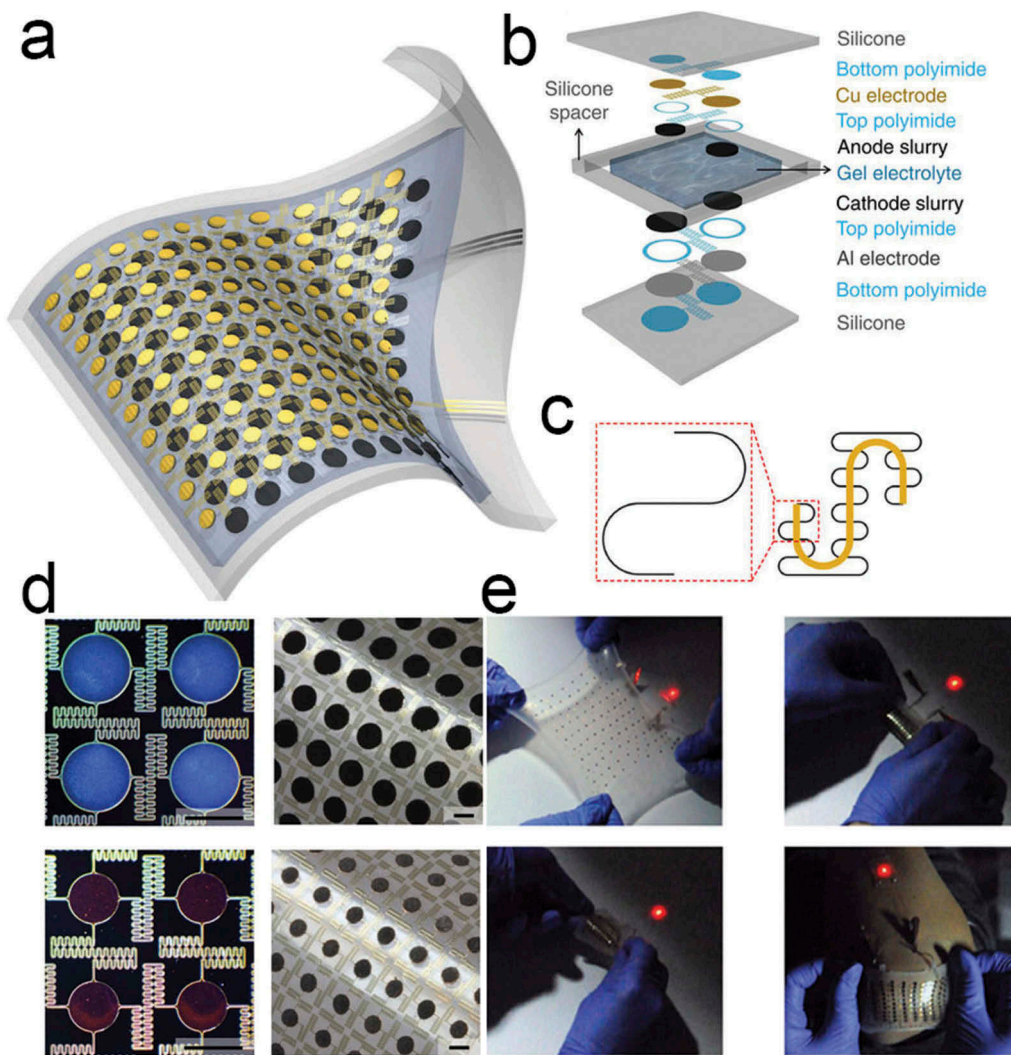 a
b
Silicone
spacer
Silicone
Bottom polyimide
Cu electrode
Top polyimide
Anode slurry
Gel electrolyte
Cathode slurry
Top polyimide
Al electrode
Bottom polyimide
Silicone
c
d
e